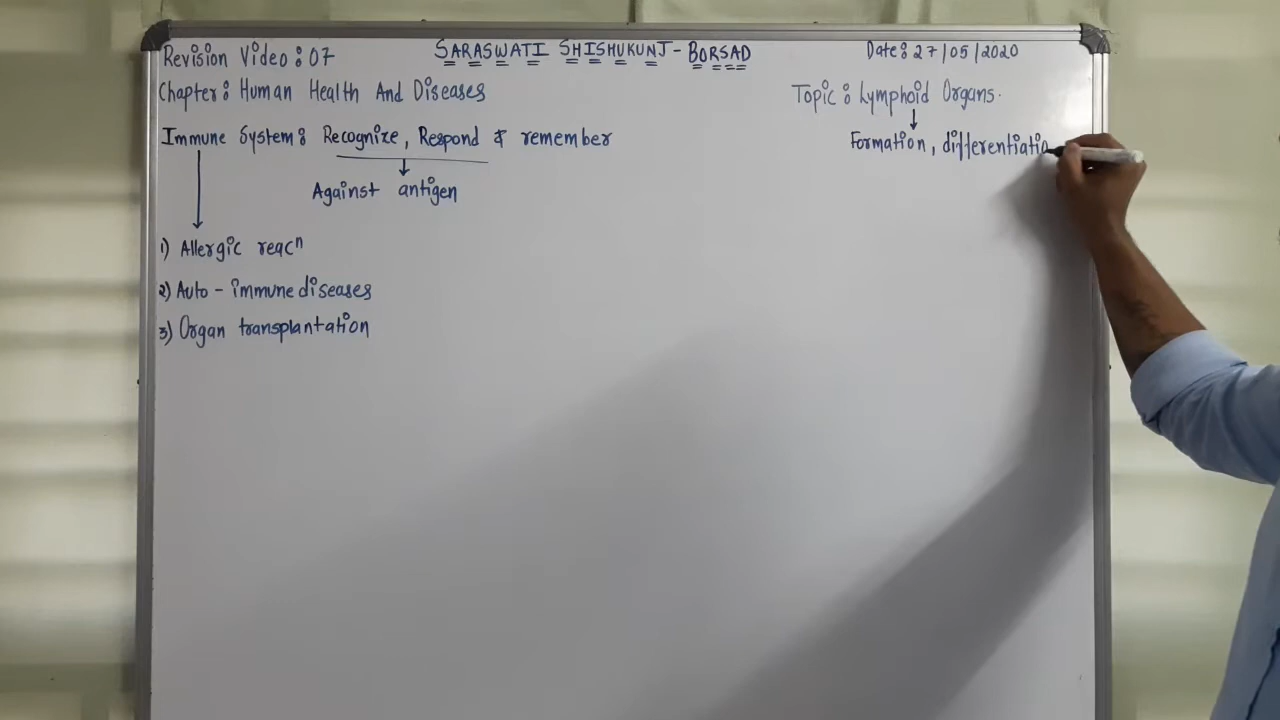 Revision Video : 07
SARASWATI SHISHUKUNJ - BORSAD
Date : 27/05/2020
Chapter : Human Health And Diseases
Topic : Lymphoid Organs.
Immune System : Recognize, Respond & remember
Formation, differentiatio
Against antigen
1) Allergic reacⁿ
2) Auto - immune diseases
3) Organ transplantation